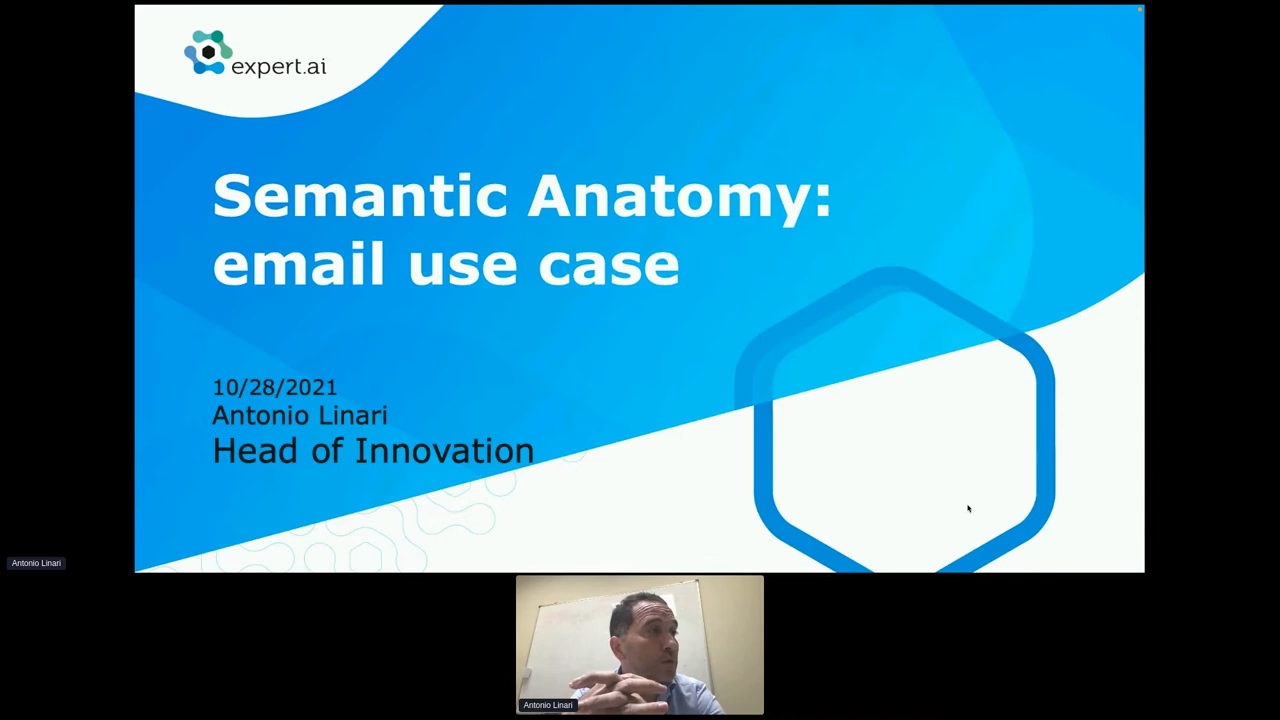 expert.ai
Semantic Anatomy:
email use case
10/28/2021
Antonio Linari
Head of Innovation
Antonio Linari
Antonio Linari